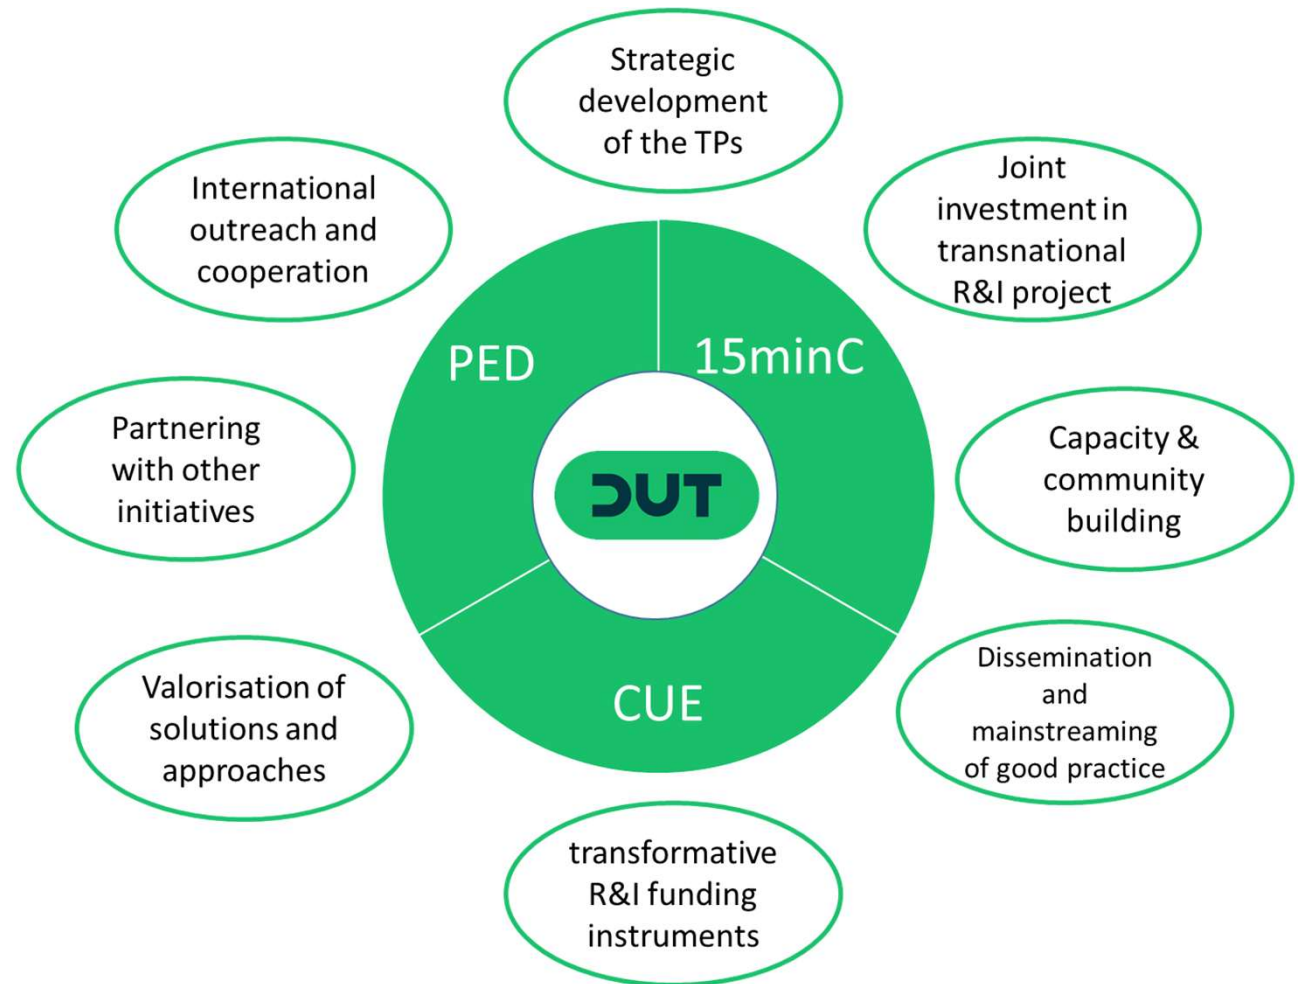 Strategic
development
of the TPs
Joint
investment in
transnational
R&I project
Capacity &
community
building
Dissemination
and
mainstreaming
of good practice
transformative
R&I funding
instruments
Valorisation of
solutions and
approaches
Partnering
with other
initiatives
International
outreach and
cooperation
PED
15minC
CUE
DUT